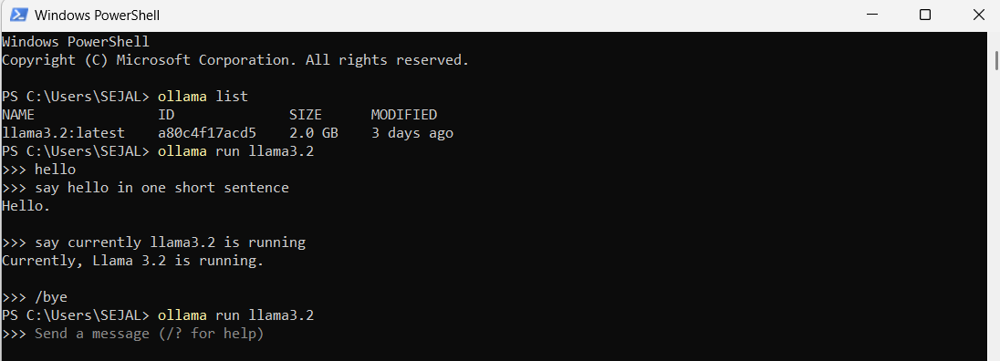 Windows PowerShell
Windows PowerShell
Copyright (C) Microsoft Corporation. All rights reserved.
PS C:\Users\SEJAL> ollama list
NAME ID SIZE MODIFIED
llama3.2:latest a80c4f17acd5 2.0 GB 3 days ago
PS C:\Users\SEJAL> ollama run llama3.2
>>> hello
>>> say hello in one short sentence
Hello.
>>> say currently llama3.2 is running
Currently, Llama 3.2 is running.
>>> /bye
PS C:\Users\SEJAL> ollama run llama3.2
>>> Send a message (/? for help)